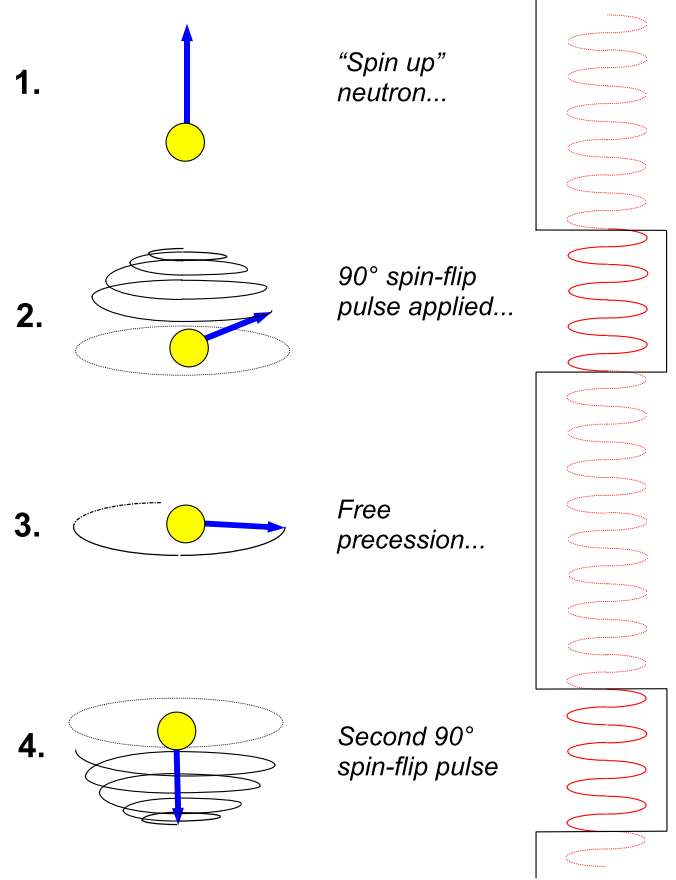 1.
“Spin up”
neutron...
2.
90° spin-flip
pulse applied...
3.
Free
precession...
4.
Second 90°
spin-flip pulse